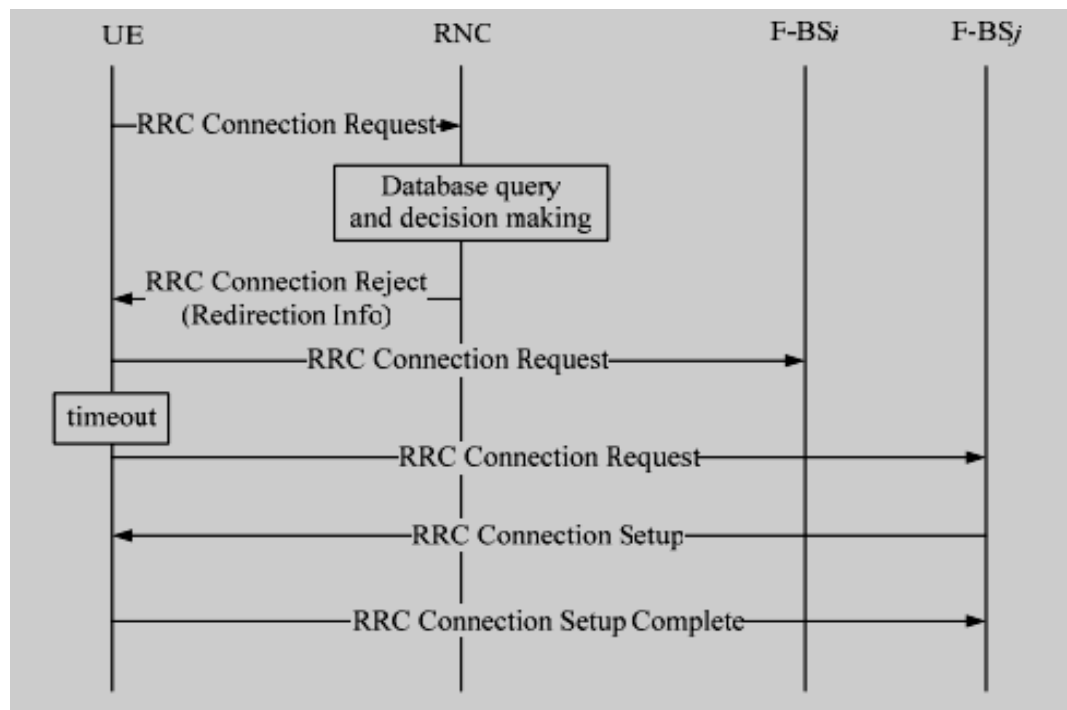 UE RNC F-BSi F-BSj
RRC Connection Request
Database query
and decision making
RRC Connection Reject
(Redirection Info)
RRC Connection Request
timeout
RRC Connection Request
RRC Connection Setup
RRC Connection Setup Complete